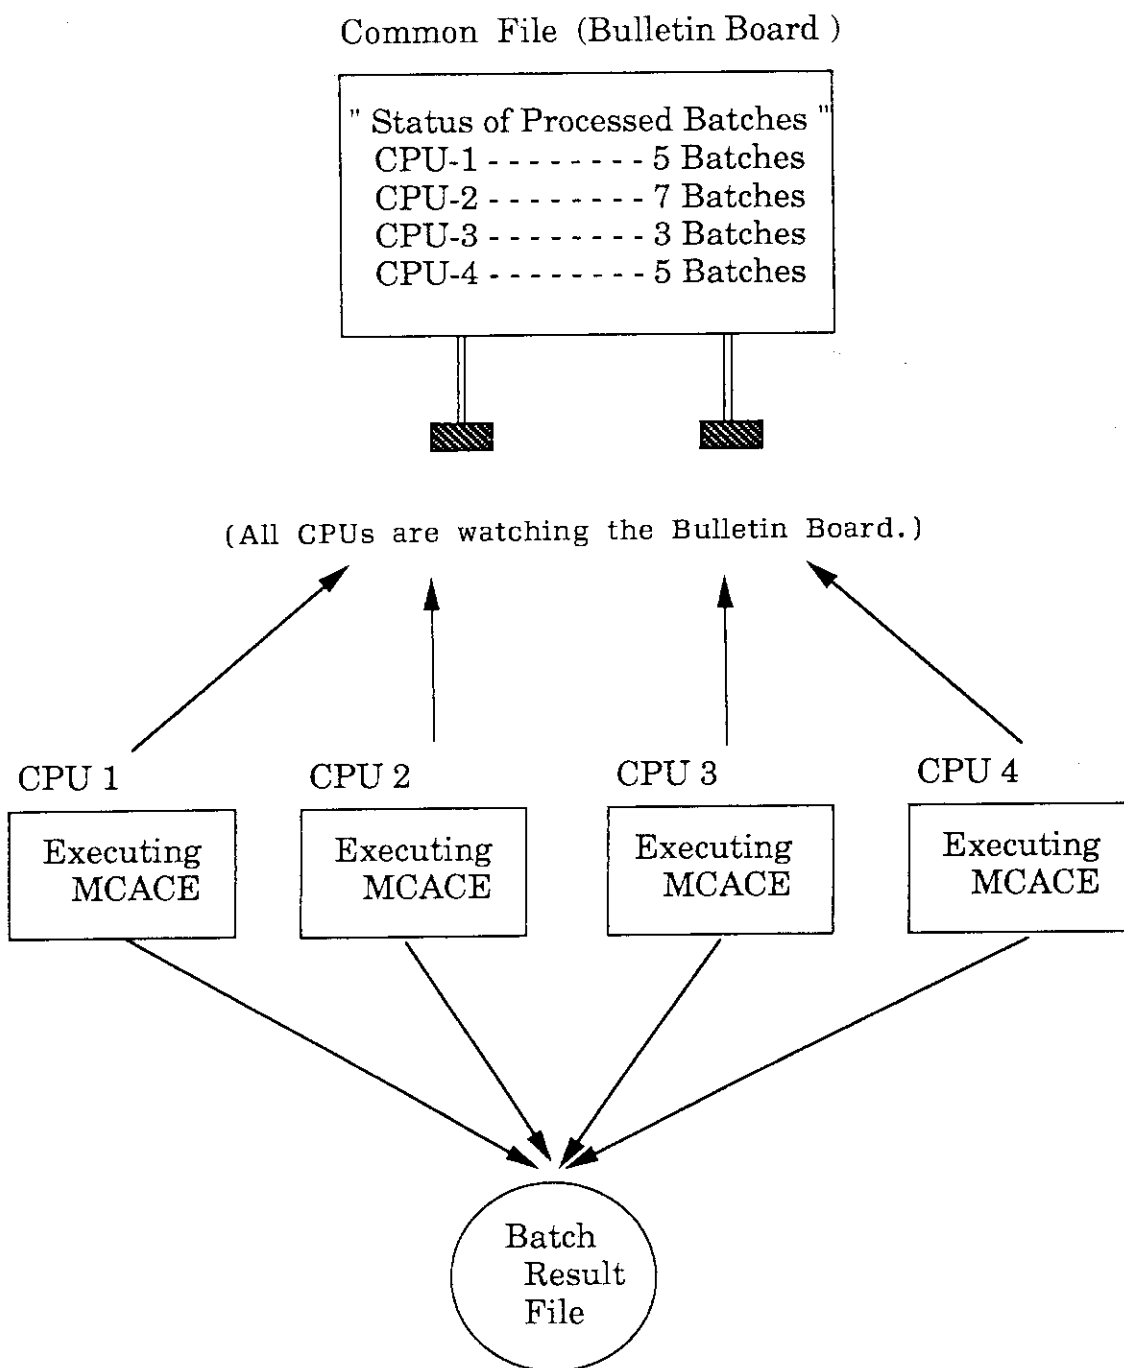 Common File (Bulletin Board )
" Status of Processed Batches "
CPU-1 - - - - - - - - 5 Batches
CPU-2 - - - - - - - - 7 Batches
CPU-3 - - - - - - - - 3 Batches
CPU-4 - - - - - - - - 5 Batches
(All CPUs are watching the Bulletin Board.)
CPU 1
CPU 2
CPU 3
CPU 4
Executing
MCACE
Executing
MCACE
Executing
MCACE
Executing
MCACE
Batch
Result
File